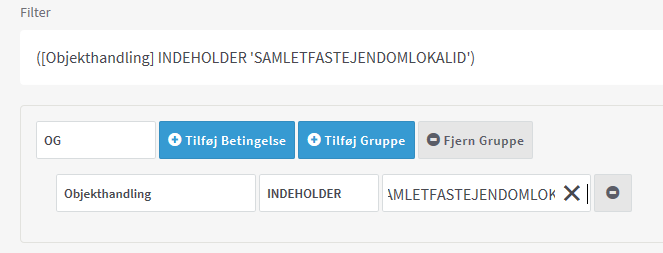 Filter
([Objekthandling] INDEHOLDER 'SAMLETFASTEJENDOMLOKALID')
OG Tilføj Betingelse Tilføj Gruppe Fjern Gruppe
Objekthandling INDEHOLDER AMLETFASTEJENDOMLOK